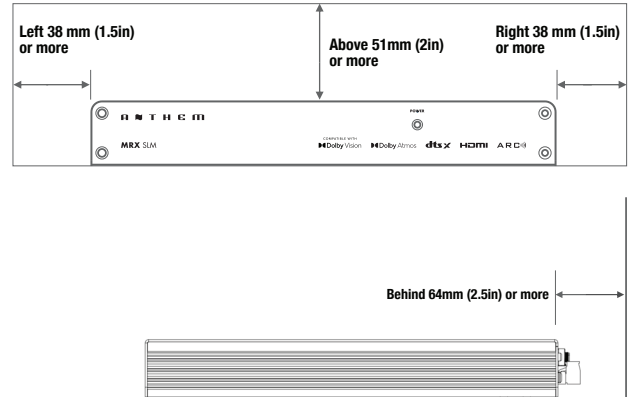 Left 38 mm (1.5in)
or more
Above 51mm (2in)
or more
Right 38 mm (1.5in)
or more
ANTHEM
POWER
MRX SLM
COMPATIBLE WITH
Dolby Vision Dolby Atmos dts x HDMI ARC
Behind 64mm (2.5in) or more